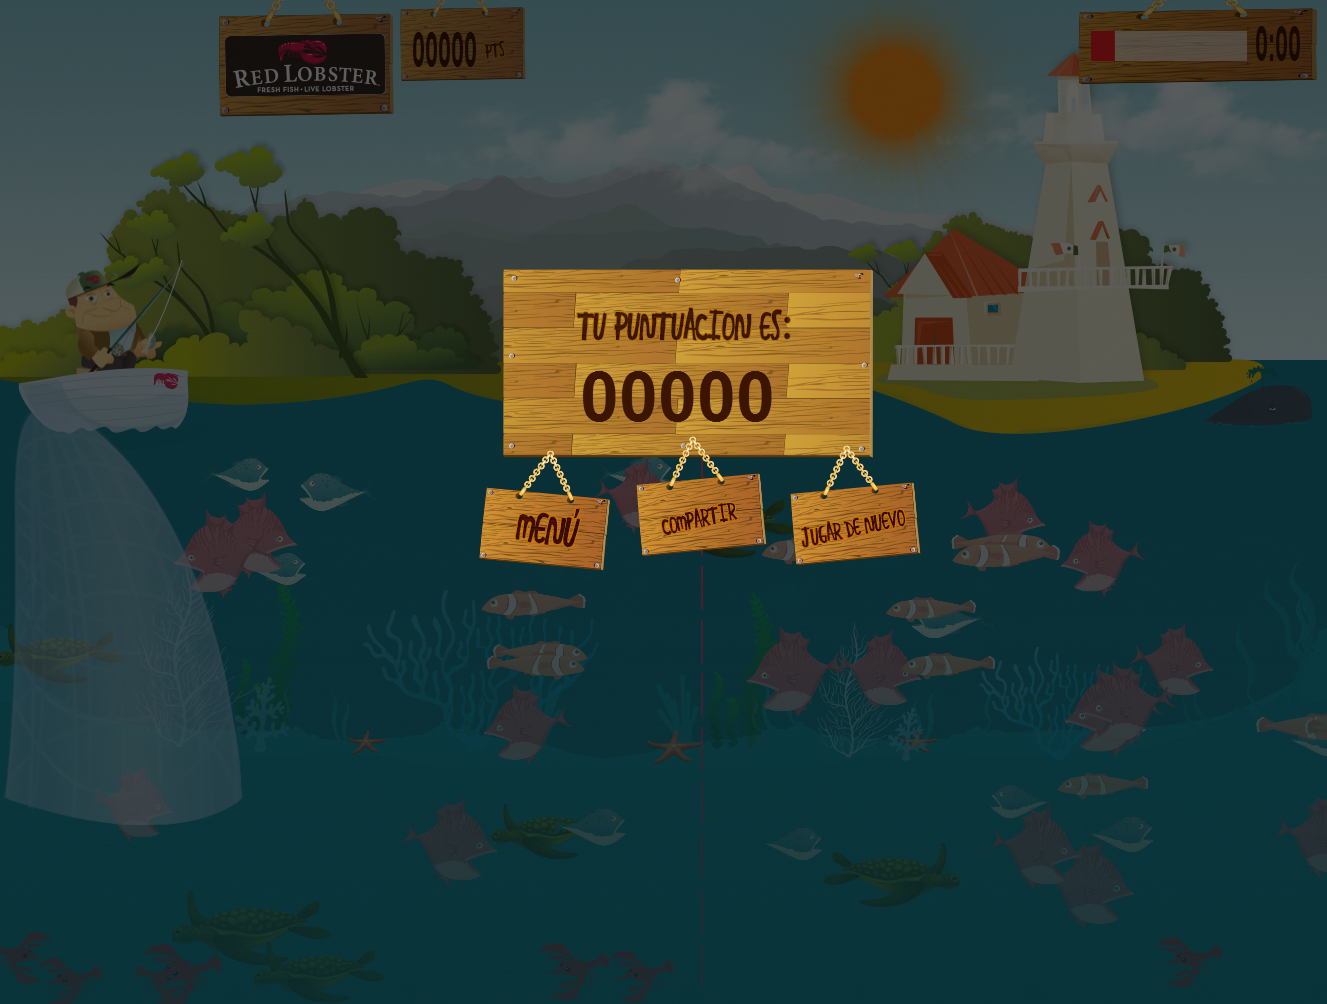 RED LOBSTER
FRESH FISH • LIVE LOBSTER
00000 PTS
0:00
TU PUNTUACION ES:
00000
MENÚ
COMPARTIR
JUGAR DE NUEVO